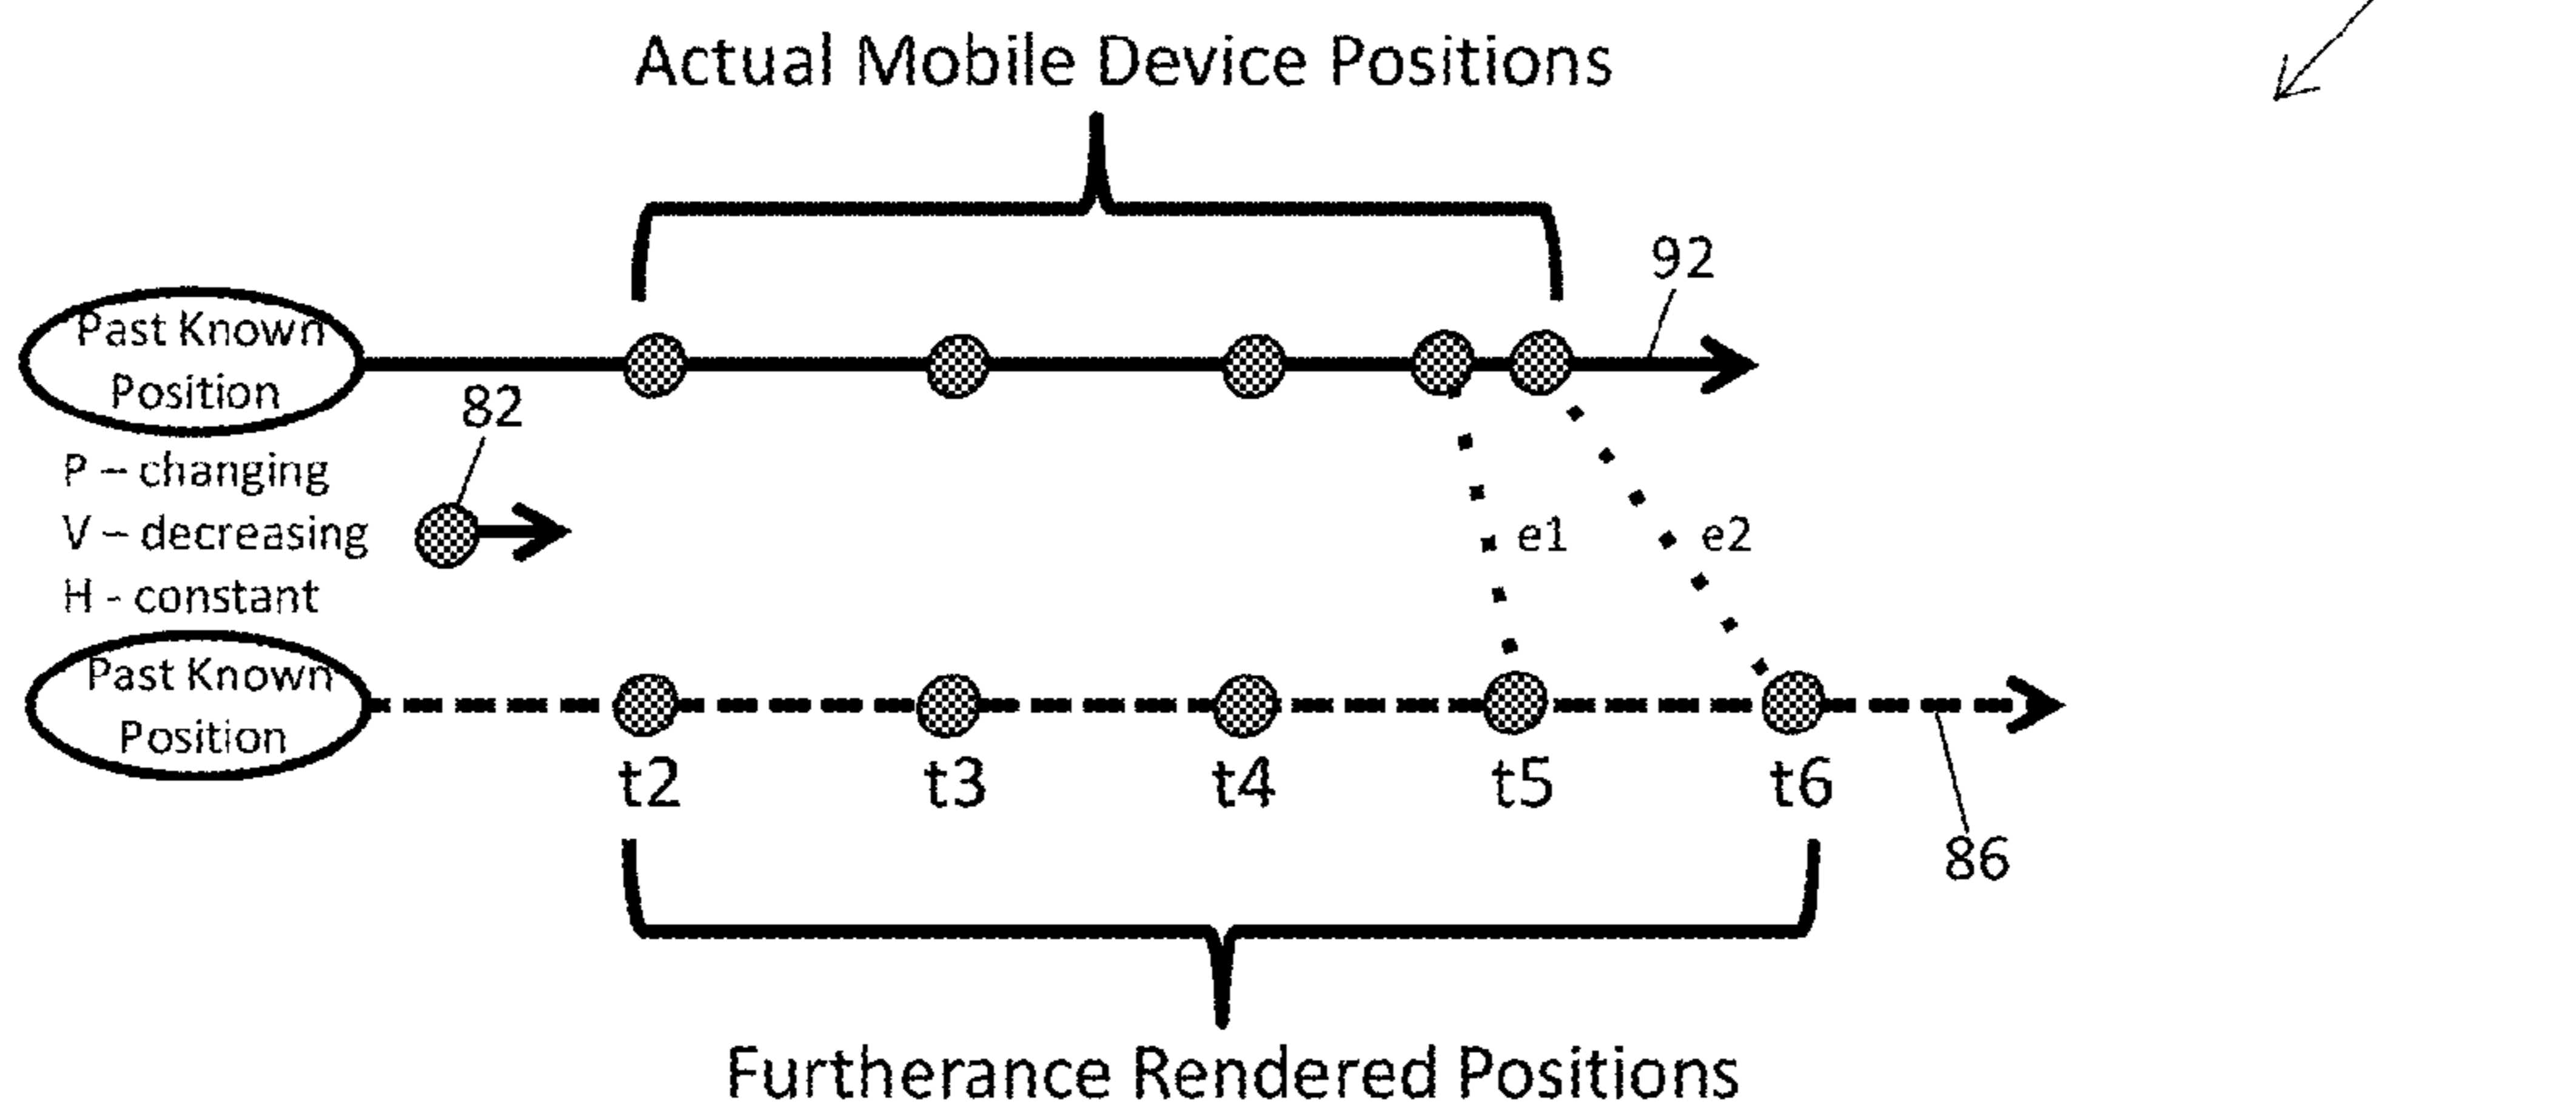 Actual Mobile Device Positions
92
Past Known
Position
82
P – changing
V – decreasing
H - constant
e1
e2
Past Known
Position
t2
t3
t4
t5
t6
86
Furtherance Rendered Positions